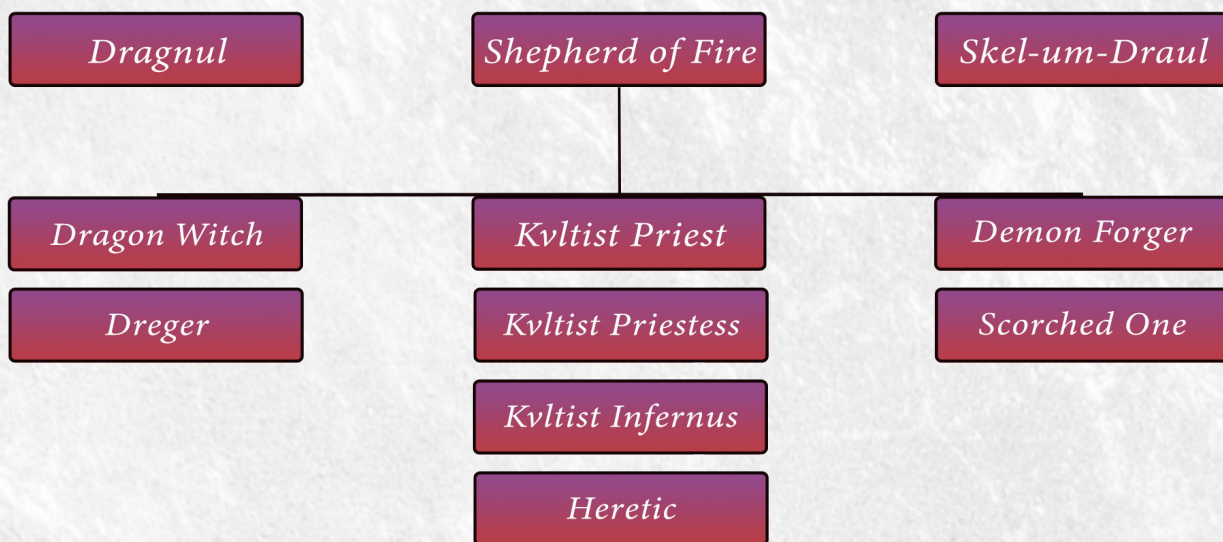 Dragnul
Shepherd of Fire
Skel-um-Draul
Dragon Witch
Kvltist Priest
Demon Forger
Dreger
Kvltist Priestess
Scorched One
Kvltist Infernus
Heretic